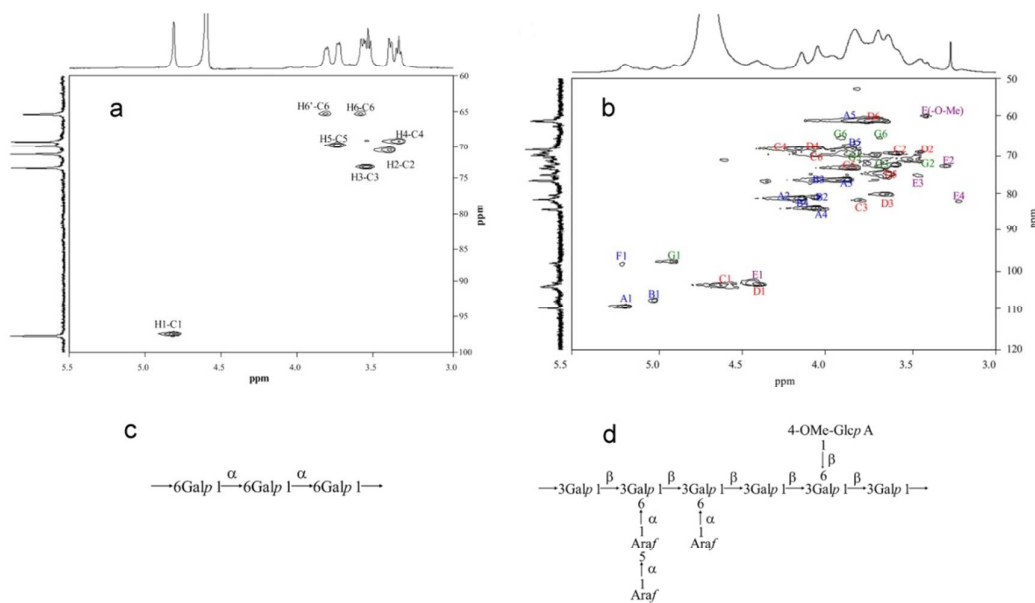 a
60
65
70
75
80
85
90
95
100
ppm
H6'-C6 H6-C6
H5-C5 H4-C4
H2-C2
H3-C3
H1-C1
5.5 5.0 4.5 4.0 3.5 3.0
ppm
b
50
60
70
80
90
100
110
120
ppm
A5 D6 E(-O-Me)
G6 G6
B5
C4 D4 C2 D2
C6 G2 E2
B3 A3 E3
A2 B2 C3 D3 E4
B4 A4
F1 G1
C1 E1
A1 B1 D1
5.5 5.0 4.5 4.0 3.5 3.0
ppm
c
α α
→6Galp 1→6Galp 1→6Galp 1→
d
4-OMe-Glcp A
1
↓β
6
β β β β β
→3Galp 1→3Galp 1→3Galp 1→3Galp 1→3Galp 1→3Galp 1→
6 6
↑α ↑α
1 1
Araf Araf
5
↑α
1
Araf